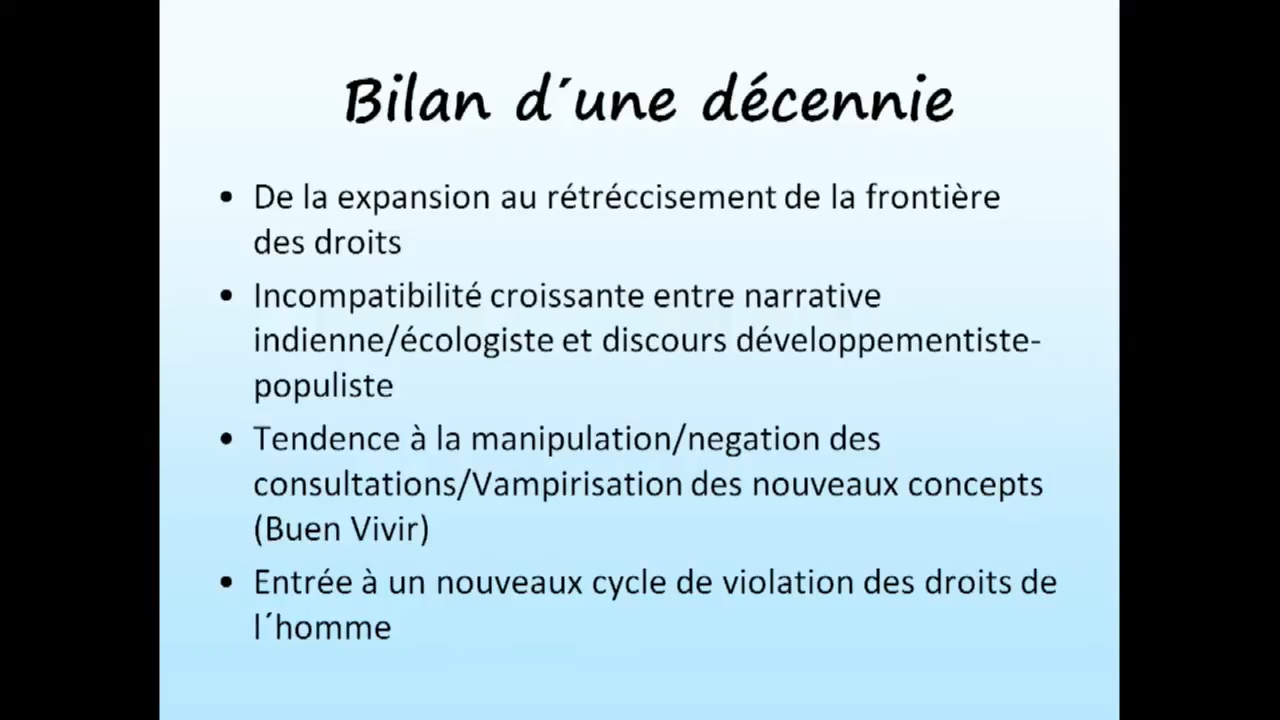 Bilan d´une décennie
• De la expansion au rétréccisement de la frontière
des droits
• Incompatibilité croissante entre narrative
indienne/écologiste et discours développementiste-
populiste
• Tendence à la manipulation/negation des
consultations/Vampirisation des nouveaux concepts
(Buen Vivir)
• Entrée à un nouveaux cycle de violation des droits de
l´homme